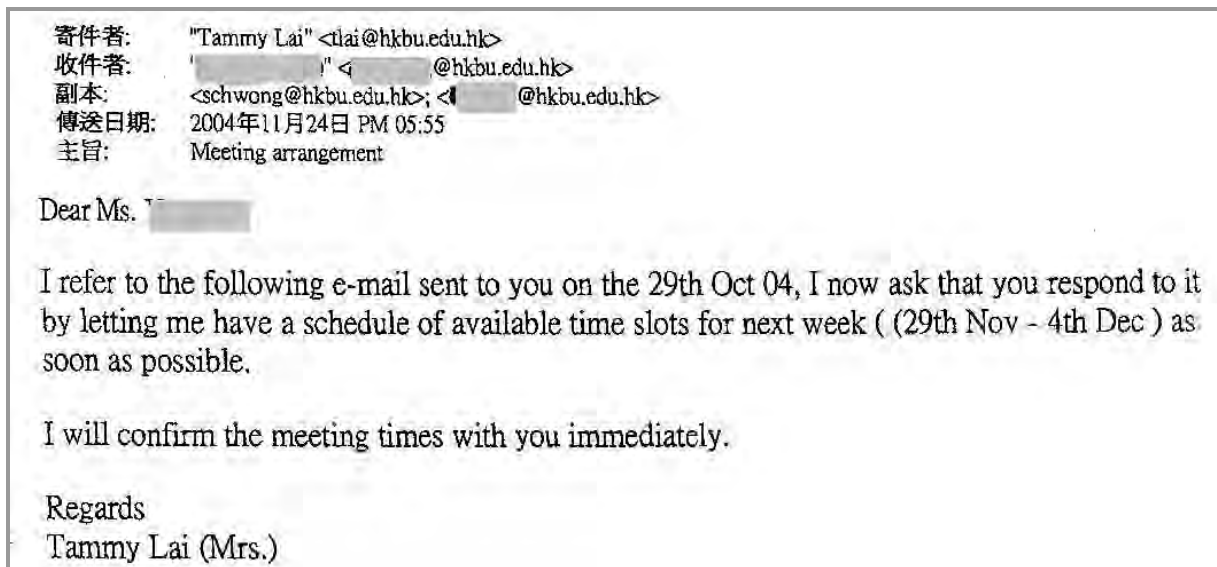 寄件者: "Tammy Lai" <tlai@hkbu.edu.hk>
收件者: " " < @hkbu.edu.hk>
副本: <schwong@hkbu.edu.hk>; < @hkbu.edu.hk>
傳送日期: 2004年11月24日 PM 05:55
主旨: Meeting arrangement
Dear Ms.
I refer to the following e-mail sent to you on the 29th Oct 04, I now ask that you respond to it
by letting me have a schedule of available time slots for next week ( (29th Nov - 4th Dec ) as
soon as possible.
I will confirm the meeting times with you immediately.
Regards
Tammy Lai (Mrs.)